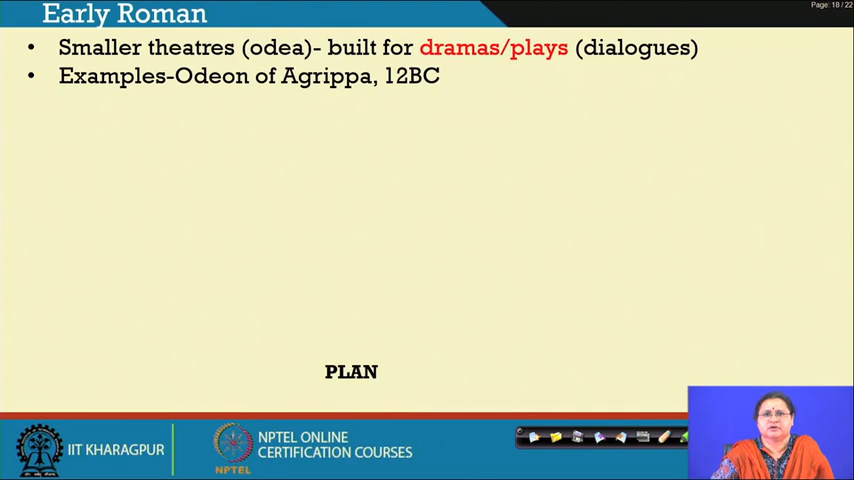 Page: 18 / 22
Early Roman
• Smaller theatres (odea)- built for dramas/plays (dialogues)
• Examples-Odeon of Agrippa, 12BC
PLAN
IIT KHARAGPUR
NPTEL
NPTEL ONLINE
CERTIFICATION COURSES